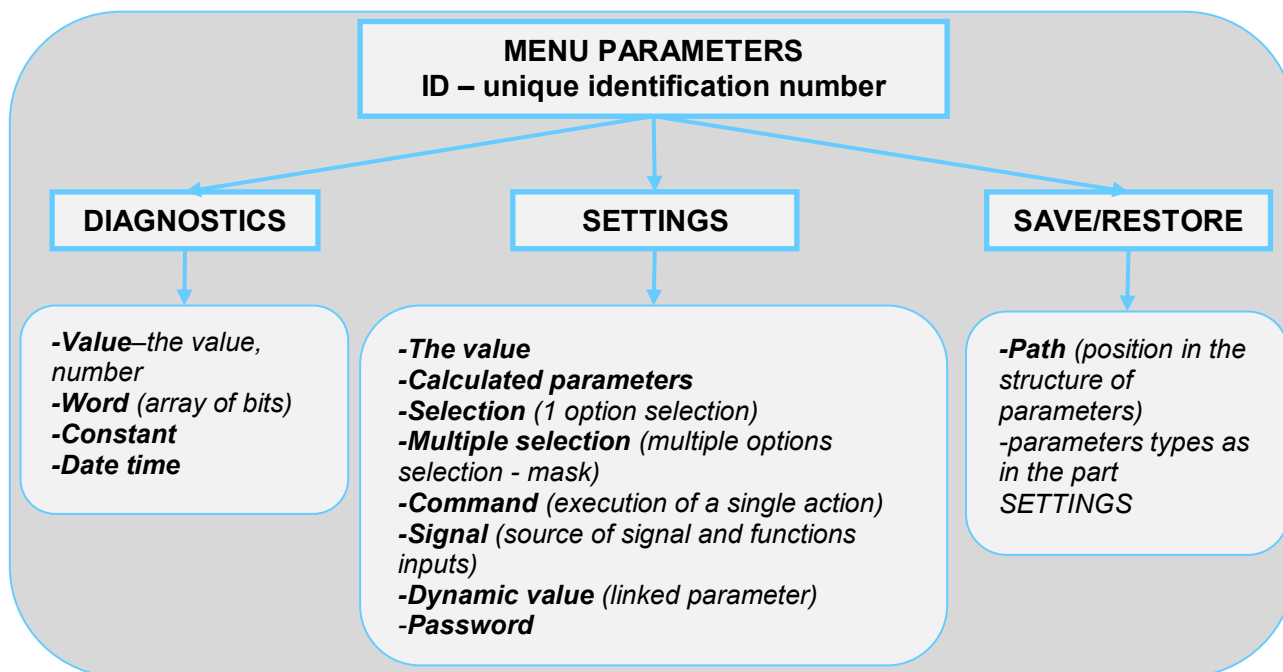 MENU PARAMETERS
ID – unique identification number
DIAGNOSTICS
SETTINGS
SAVE/RESTORE
-Value–the value,
number
-Word (array of bits)
-Constant
-Date time
-The value
-Calculated parameters
-Selection (1 option selection)
-Multiple selection (multiple options
selection - mask)
-Command (execution of a single action)
-Signal (source of signal and functions
inputs)
-Dynamic value (linked parameter)
-Password
-Path (position in the
structure of
parameters)
-parameters types as
in the part
SETTINGS